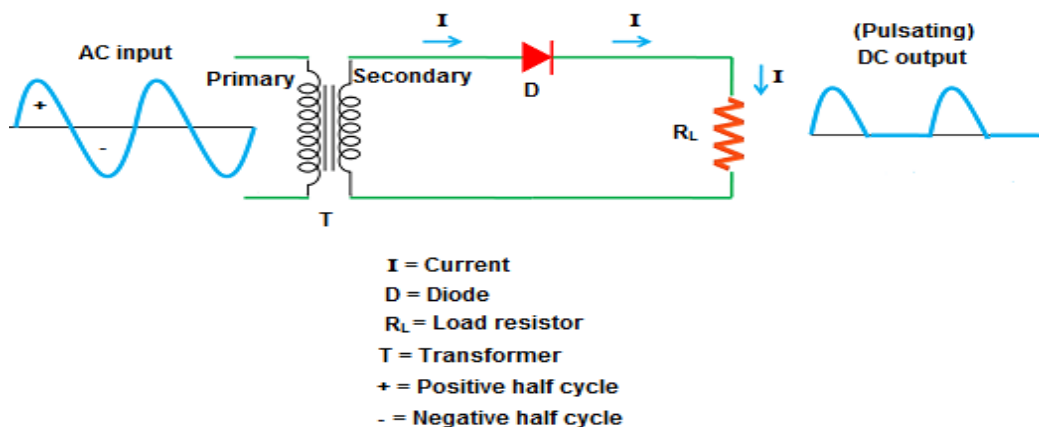 AC input
I
I
(Pulsating)
DC output
Primary
Secondary
I
+
D
RL
-
T
I = Current
D = Diode
RL = Load resistor
T = Transformer
+ = Positive half cycle
- = Negative half cycle